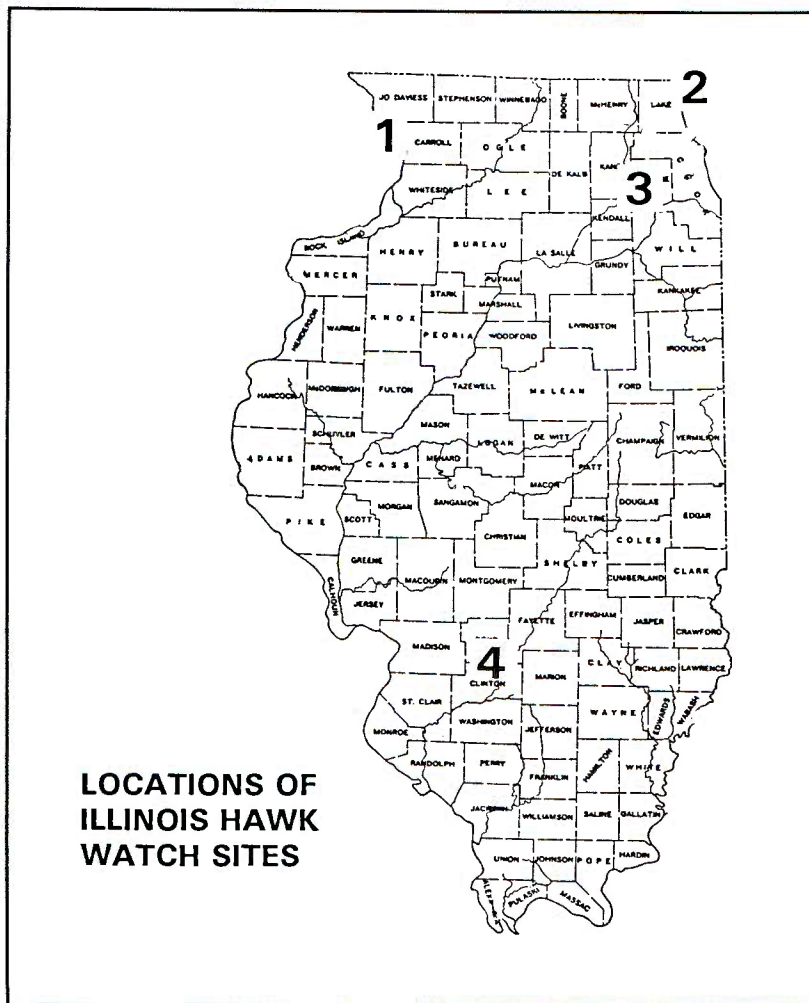 2
JO DAVIESS STEPHENSON WINNEBAGO BOONE McHENRY LAKE
1
CARROLL OGLE
DE KALB KANE COOK
3
WHITESIDE LEE
KENDALL
ROCK ISLAND HENRY BUREAU LA SALLE GRUNDY WILL
MERCER PUTNAM
STARK MARSHALL KANKAKEE
HENDERSON WARREN KNOX PEORIA WOODFORD LIVINGSTON IROQUOIS
HANCOCK McDONOUGH FULTON TAZEWELL McLEAN FORD
MASON
SCHUYLER LOGAN DE WITT CHAMPAIGN VERMILION
ADAMS BROWN CASS MENARD PIATT
MACON
MORGAN SANGAMON DOUGLAS EDGAR
PIKE SCOTT CHRISTIAN MOULTRIE COLES
GREENE SHELBY CLARK
CALHOUN MACOUPIN MONTGOMERY CUMBERLAND
JERSEY
FAYETTE EFFINGHAM JASPER CRAWFORD
MADISON
4
CLAY RICHLAND LAWRENCE
CLINTON MARION
ST. CLAIR
WAYNE EDWARDS WABASH
MONROE WASHINGTON JEFFERSON
RANDOLPH PERRY HAMILTON WHITE
FRANKLIN
JACKSON WILLIAMSON SALINE GALLATIN
UNION JOHNSON POPE HARDIN
ALEXANDER PULASKI MASSAC
LOCATIONS OF
ILLINOIS HAWK
WATCH SITES